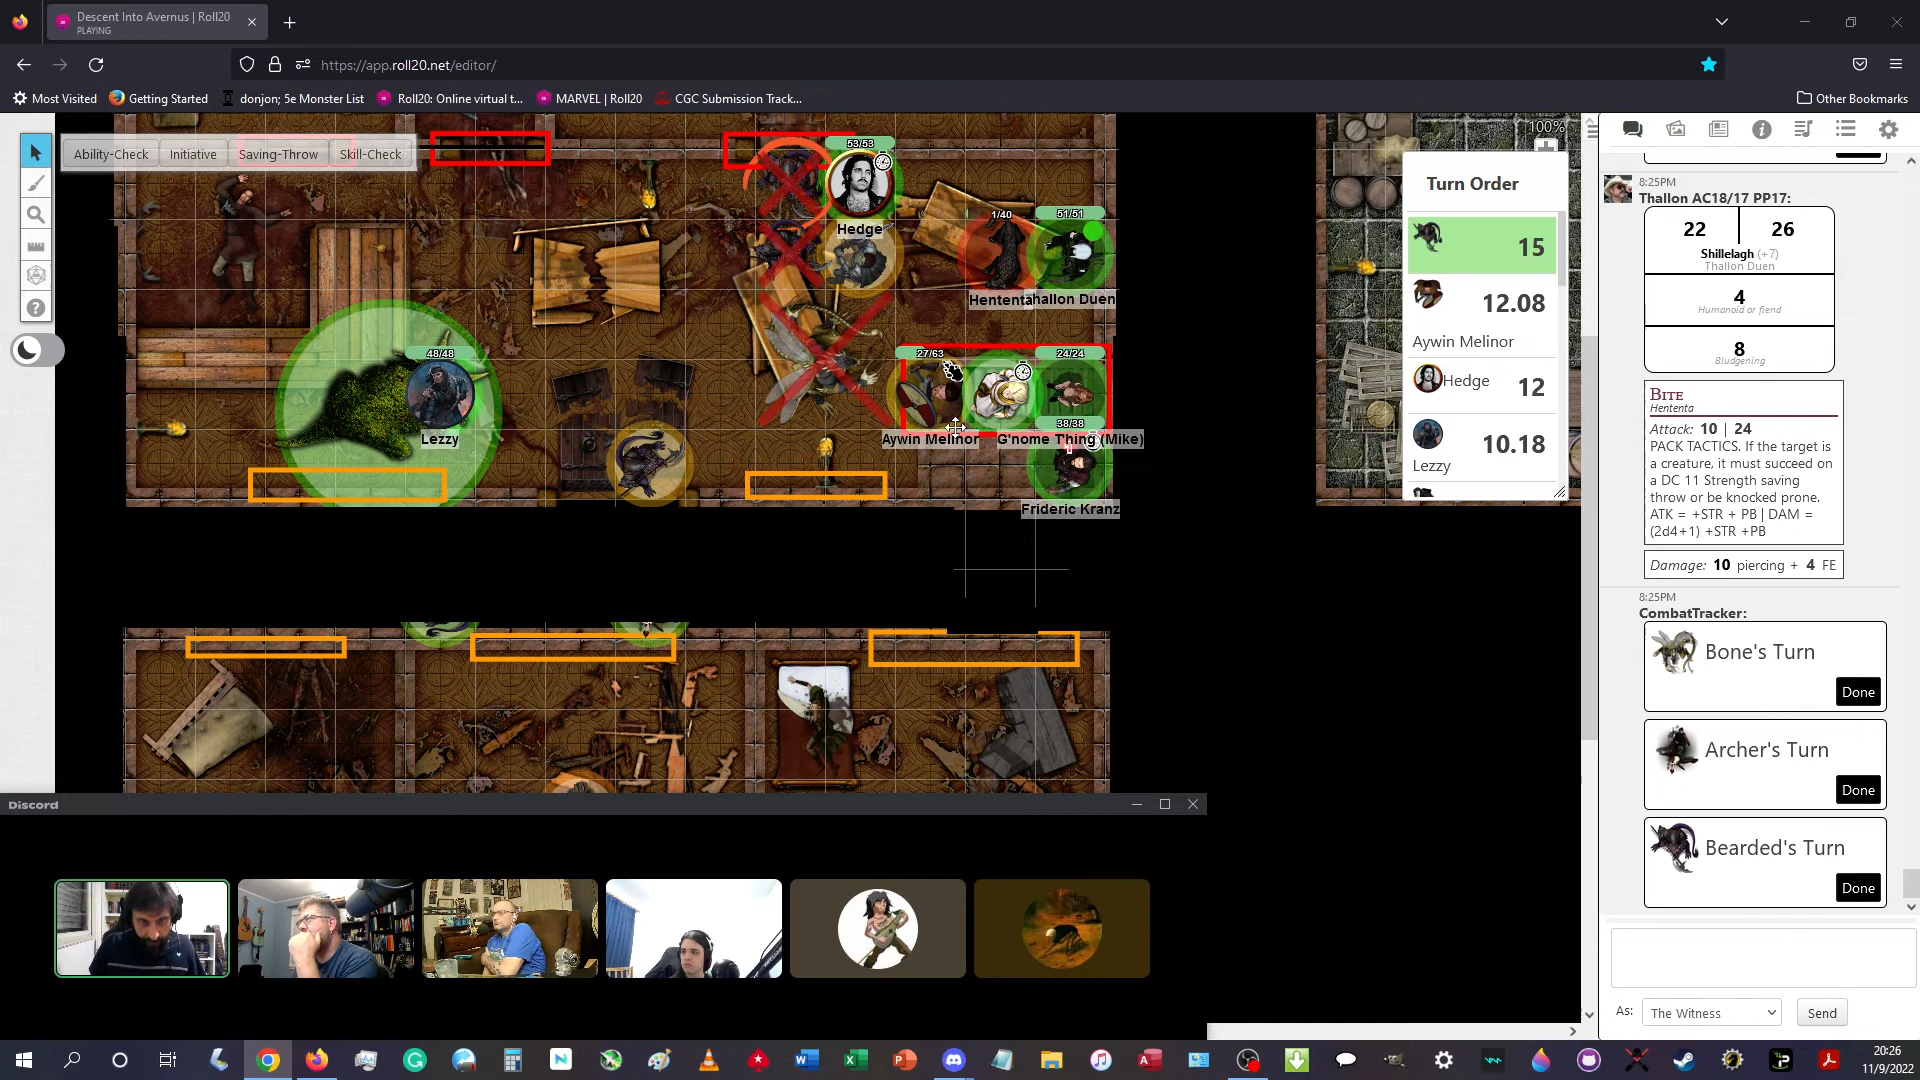 Descent Into Avernus | Roll20
PLAYING
https://app.roll20.net/editor/
Most Visited
Getting Started
donjon; 5e Monster List
Roll20: Online virtual t...
MARVEL | Roll20
CGC Submission Track...
Other Bookmarks
Ability-Check
Initiative
Saving-Throw
Skill-Check
100%
53/53
Hedge
1/40
51/51
Hententa
hallon Duen
48/48
Lezzy
27/63
24/24
38/38
Aywin Melinor
G'nome Thing (Mike)
Frideric Kranz
Turn Order
15
12.08
Aywin Melinor
Hedge
12
10.18
Lezzy
8:25PM
Thallon AC18/17 PP17:
22
26
Shillelagh (+7)
Thallon Duen
4
Humanoid or fiend
8
Bludgening
BITE
Hententa
Attack: 10 | 24
PACK TACTICS. If the target
is a creature, it must succeed on
a DC 11 Strength saving
throw or be knocked prone.
ATK = +STR + PB | DAM =
(2d4+1) +STR +PB
Damage: 10 piercing + 4 FE
8:25PM
CombatTracker:
Bone's Turn
Done
Archer's Turn
Done
Bearded's Turn
Done
As:
The Witness
Send
Discord
20:26
11/9/2022